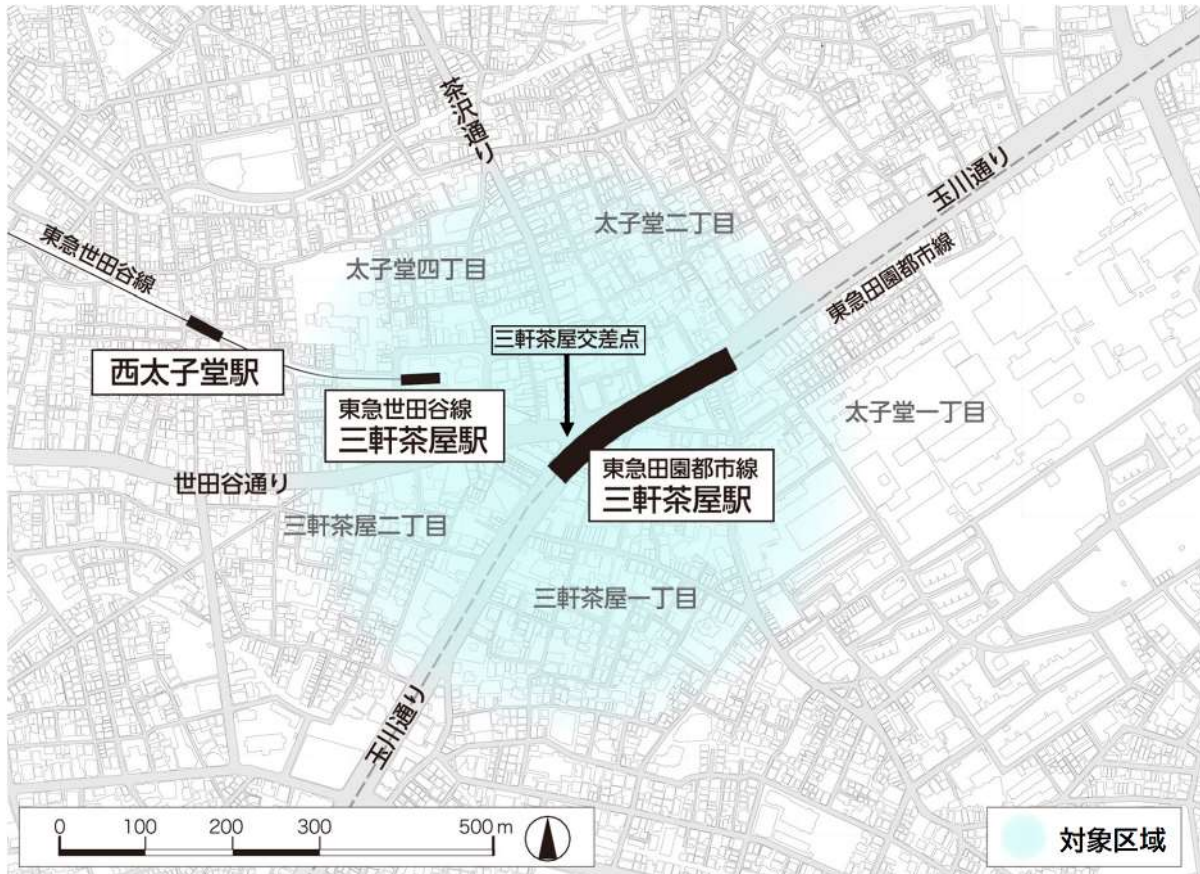 茶沢通り
玉川通り
太子堂二丁目
東急世田谷線
太子堂四丁目
東急田園都市線
三軒茶屋交差点
西太子堂駅
東急世田谷線
三軒茶屋駅
太子堂一丁目
東急田園都市線
三軒茶屋駅
世田谷通り
三軒茶屋二丁目
三軒茶屋一丁目
玉川通り
0 100 200 300 500m
対象区域